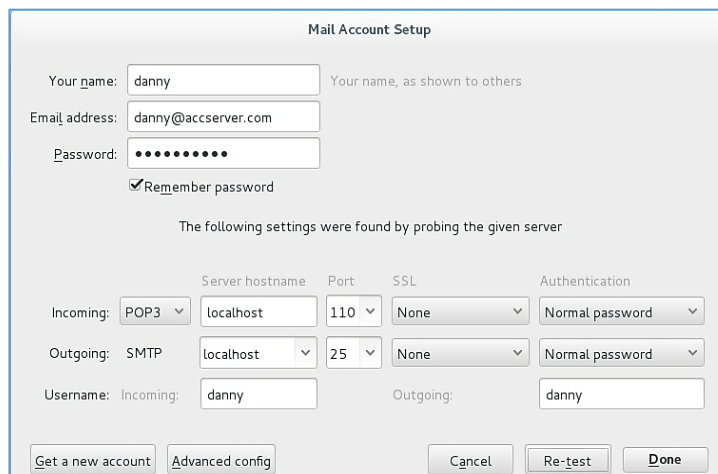 Mail Account Setup
Your name: danny Your name, as shown to others
Email address: danny@accserver.com
Password: ●●●●●●●●●●
Remember password
The following settings were found by probing the given server
Server hostname Port SSL Authentication
Incoming: POP3 localhost 110 None Normal password
Outgoing: SMTP localhost 25 None Normal password
Username: Incoming: danny Outgoing: danny
Get a new account Advanced config Cancel Re-test Done